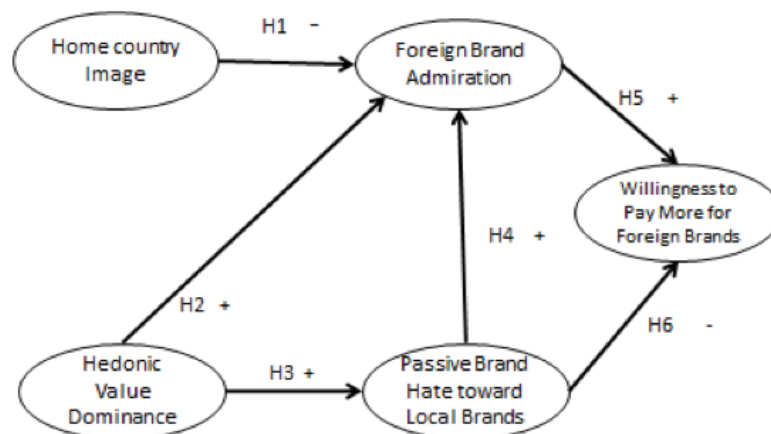 H1 -
Home country
Image
Foreign Brand
Admiration
H5 +
Willingness to
Pay More for
Foreign Brands
H4 +
H2 +
H6 -
Hedonic
Value
Dominance
H3 +
Passive Brand
Hate toward
Local Brands